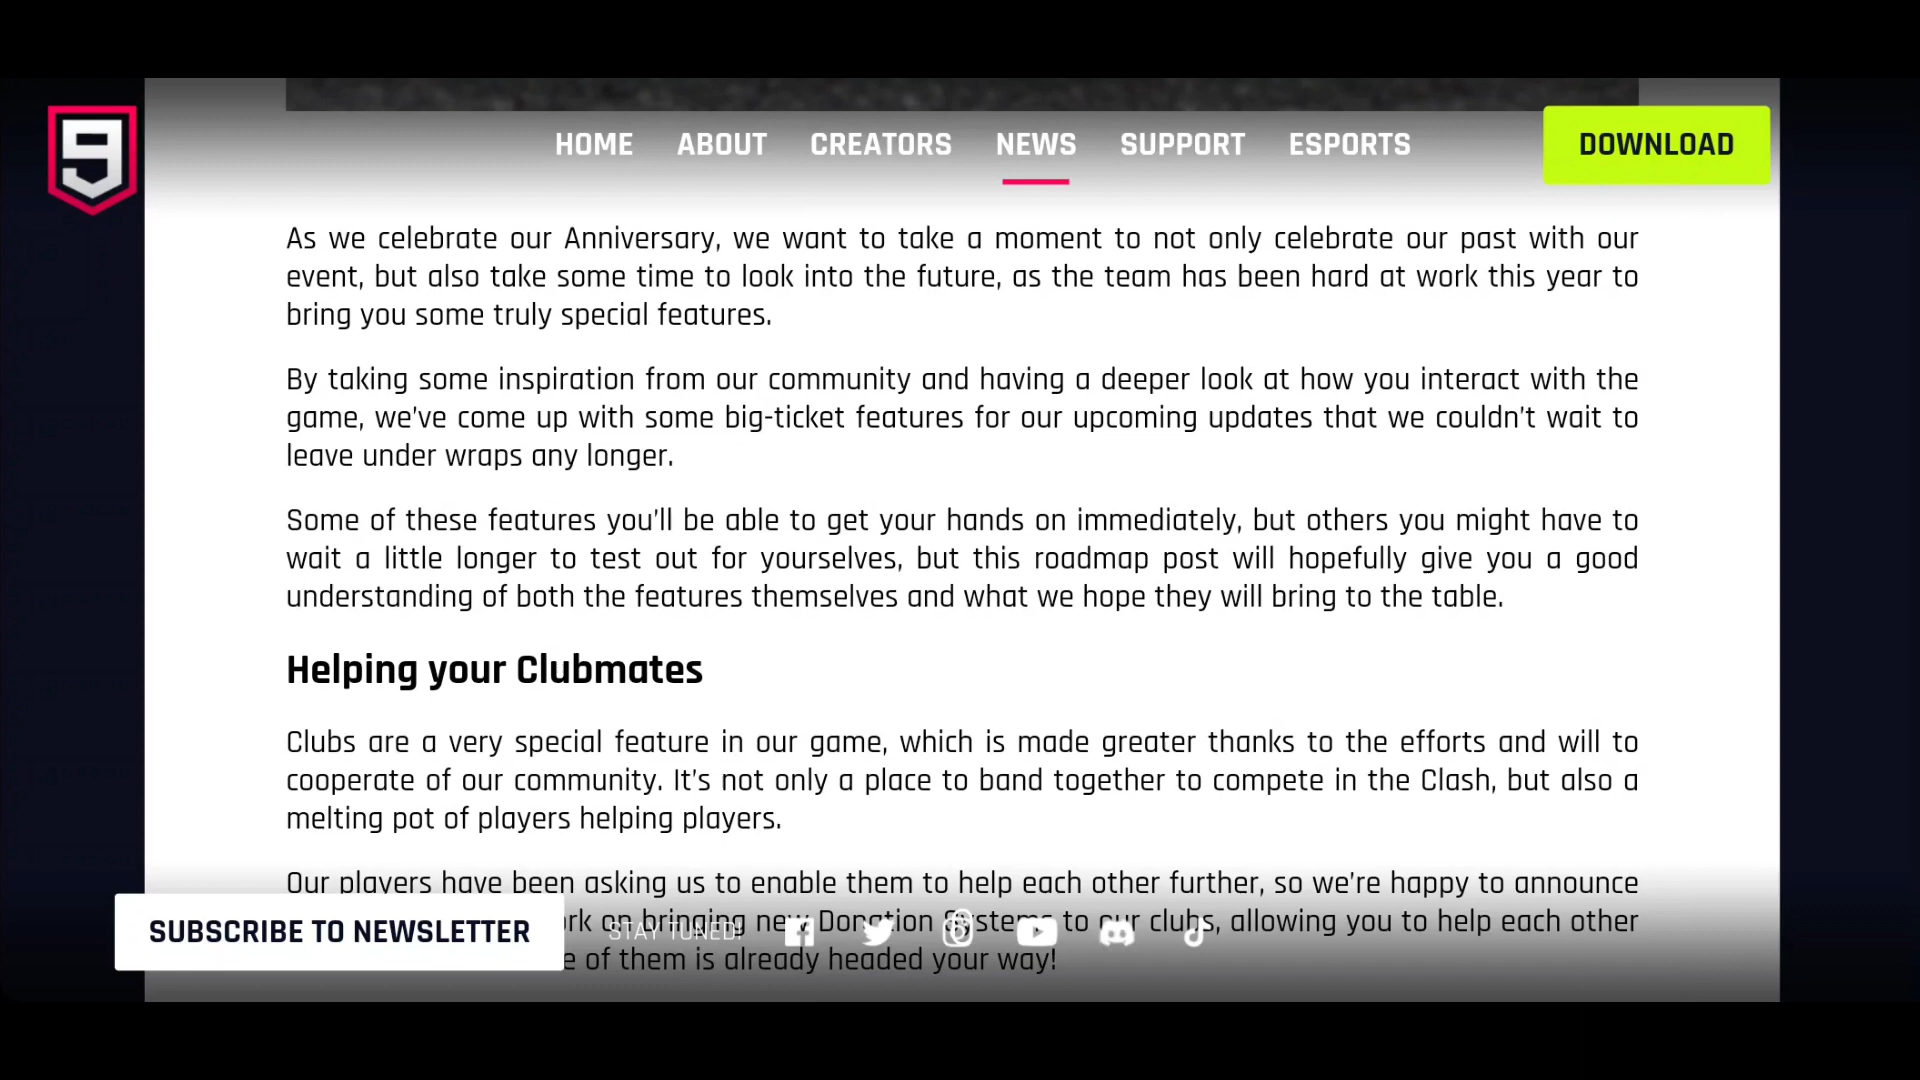 9
HOME ABOUT CREATORS NEWS SUPPORT ESPORTS
DOWNLOAD
As we celebrate our Anniversary, we want to take a moment to not only celebrate our past with our
event, but also take some time to look into the future, as the team has been hard at work this year to
bring you some truly special features.
By taking some inspiration from our community and having a deeper look at how you interact with the
game, we’ve come up with some big-ticket features for our upcoming updates that we couldn’t wait to
leave under wraps any longer.
Some of these features you’ll be able to get your hands on immediately, but others you might have to
wait a little longer to test out for yourselves, but this roadmap post will hopefully give you a good
understanding of both the features themselves and what we hope they will bring to the table.
Helping your Clubmates
Clubs are a very special feature in our game, which is made greater thanks to the efforts and will to
cooperate of our community. It’s not only a place to band together to compete in the Clash, but also a
melting pot of players helping players.
Our players have been asking us to enable them to help each other further, so we’re happy to announce
on bringing new Donation Systems to our clubs, allowing you to help each other
of them is already headed your way!
SUBSCRIBE TO NEWSLETTER
STAY TUNED!